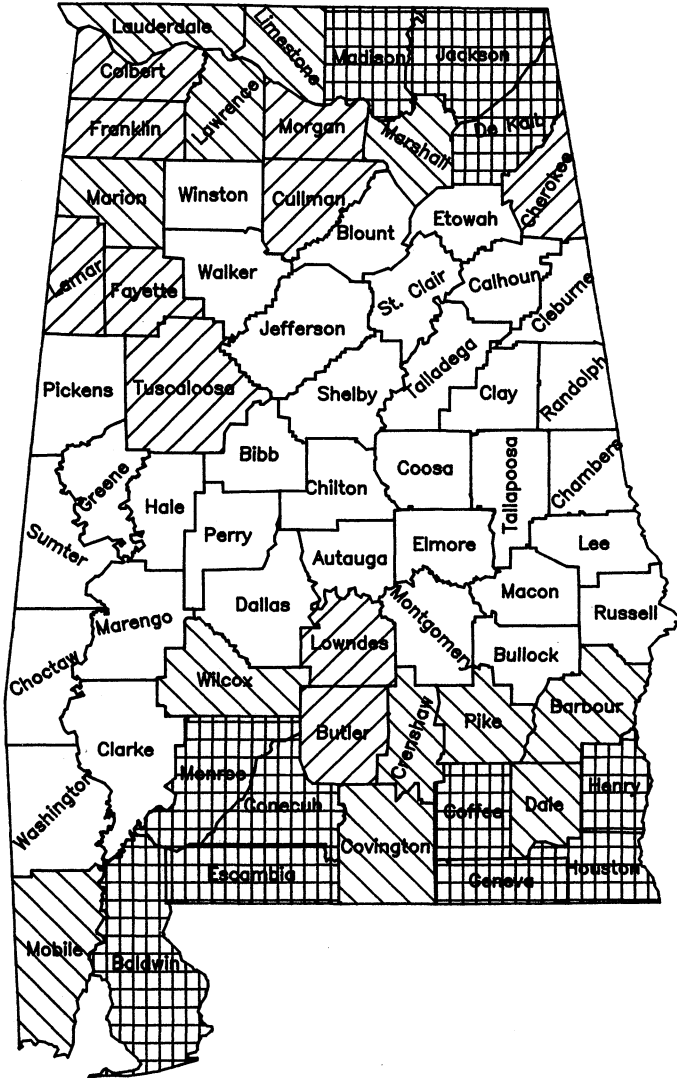 Lauderdale
Limestone
Madison
Jackson
Colbert
Lawrence
Franklin
Morgan
Marshall
De Kalb
Marion
Winston
Cullman
Cherokee
Blount
Etowah
Lamar
Fayette
Walker
St. Clair
Calhoun
Cleburne
Jefferson
Pickens
Tuscaloosa
Shelby
Talladega
Clay
Randolph
Bibb
Coosa
Tallapoosa
Chambers
Greene
Hale
Chilton
Sumter
Perry
Autauga
Elmore
Lee
Dallas
Macon
Russell
Marengo
Lowndes
Montgomery
Bullock
Choctaw
Wilcox
Crenshaw
Pike
Barbour
Clarke
Butler
Washington
Monroe
Conecuh
Coffee
Dale
Henry
Covington
Escambia
Geneva
Houston
Mobile
Baldwin